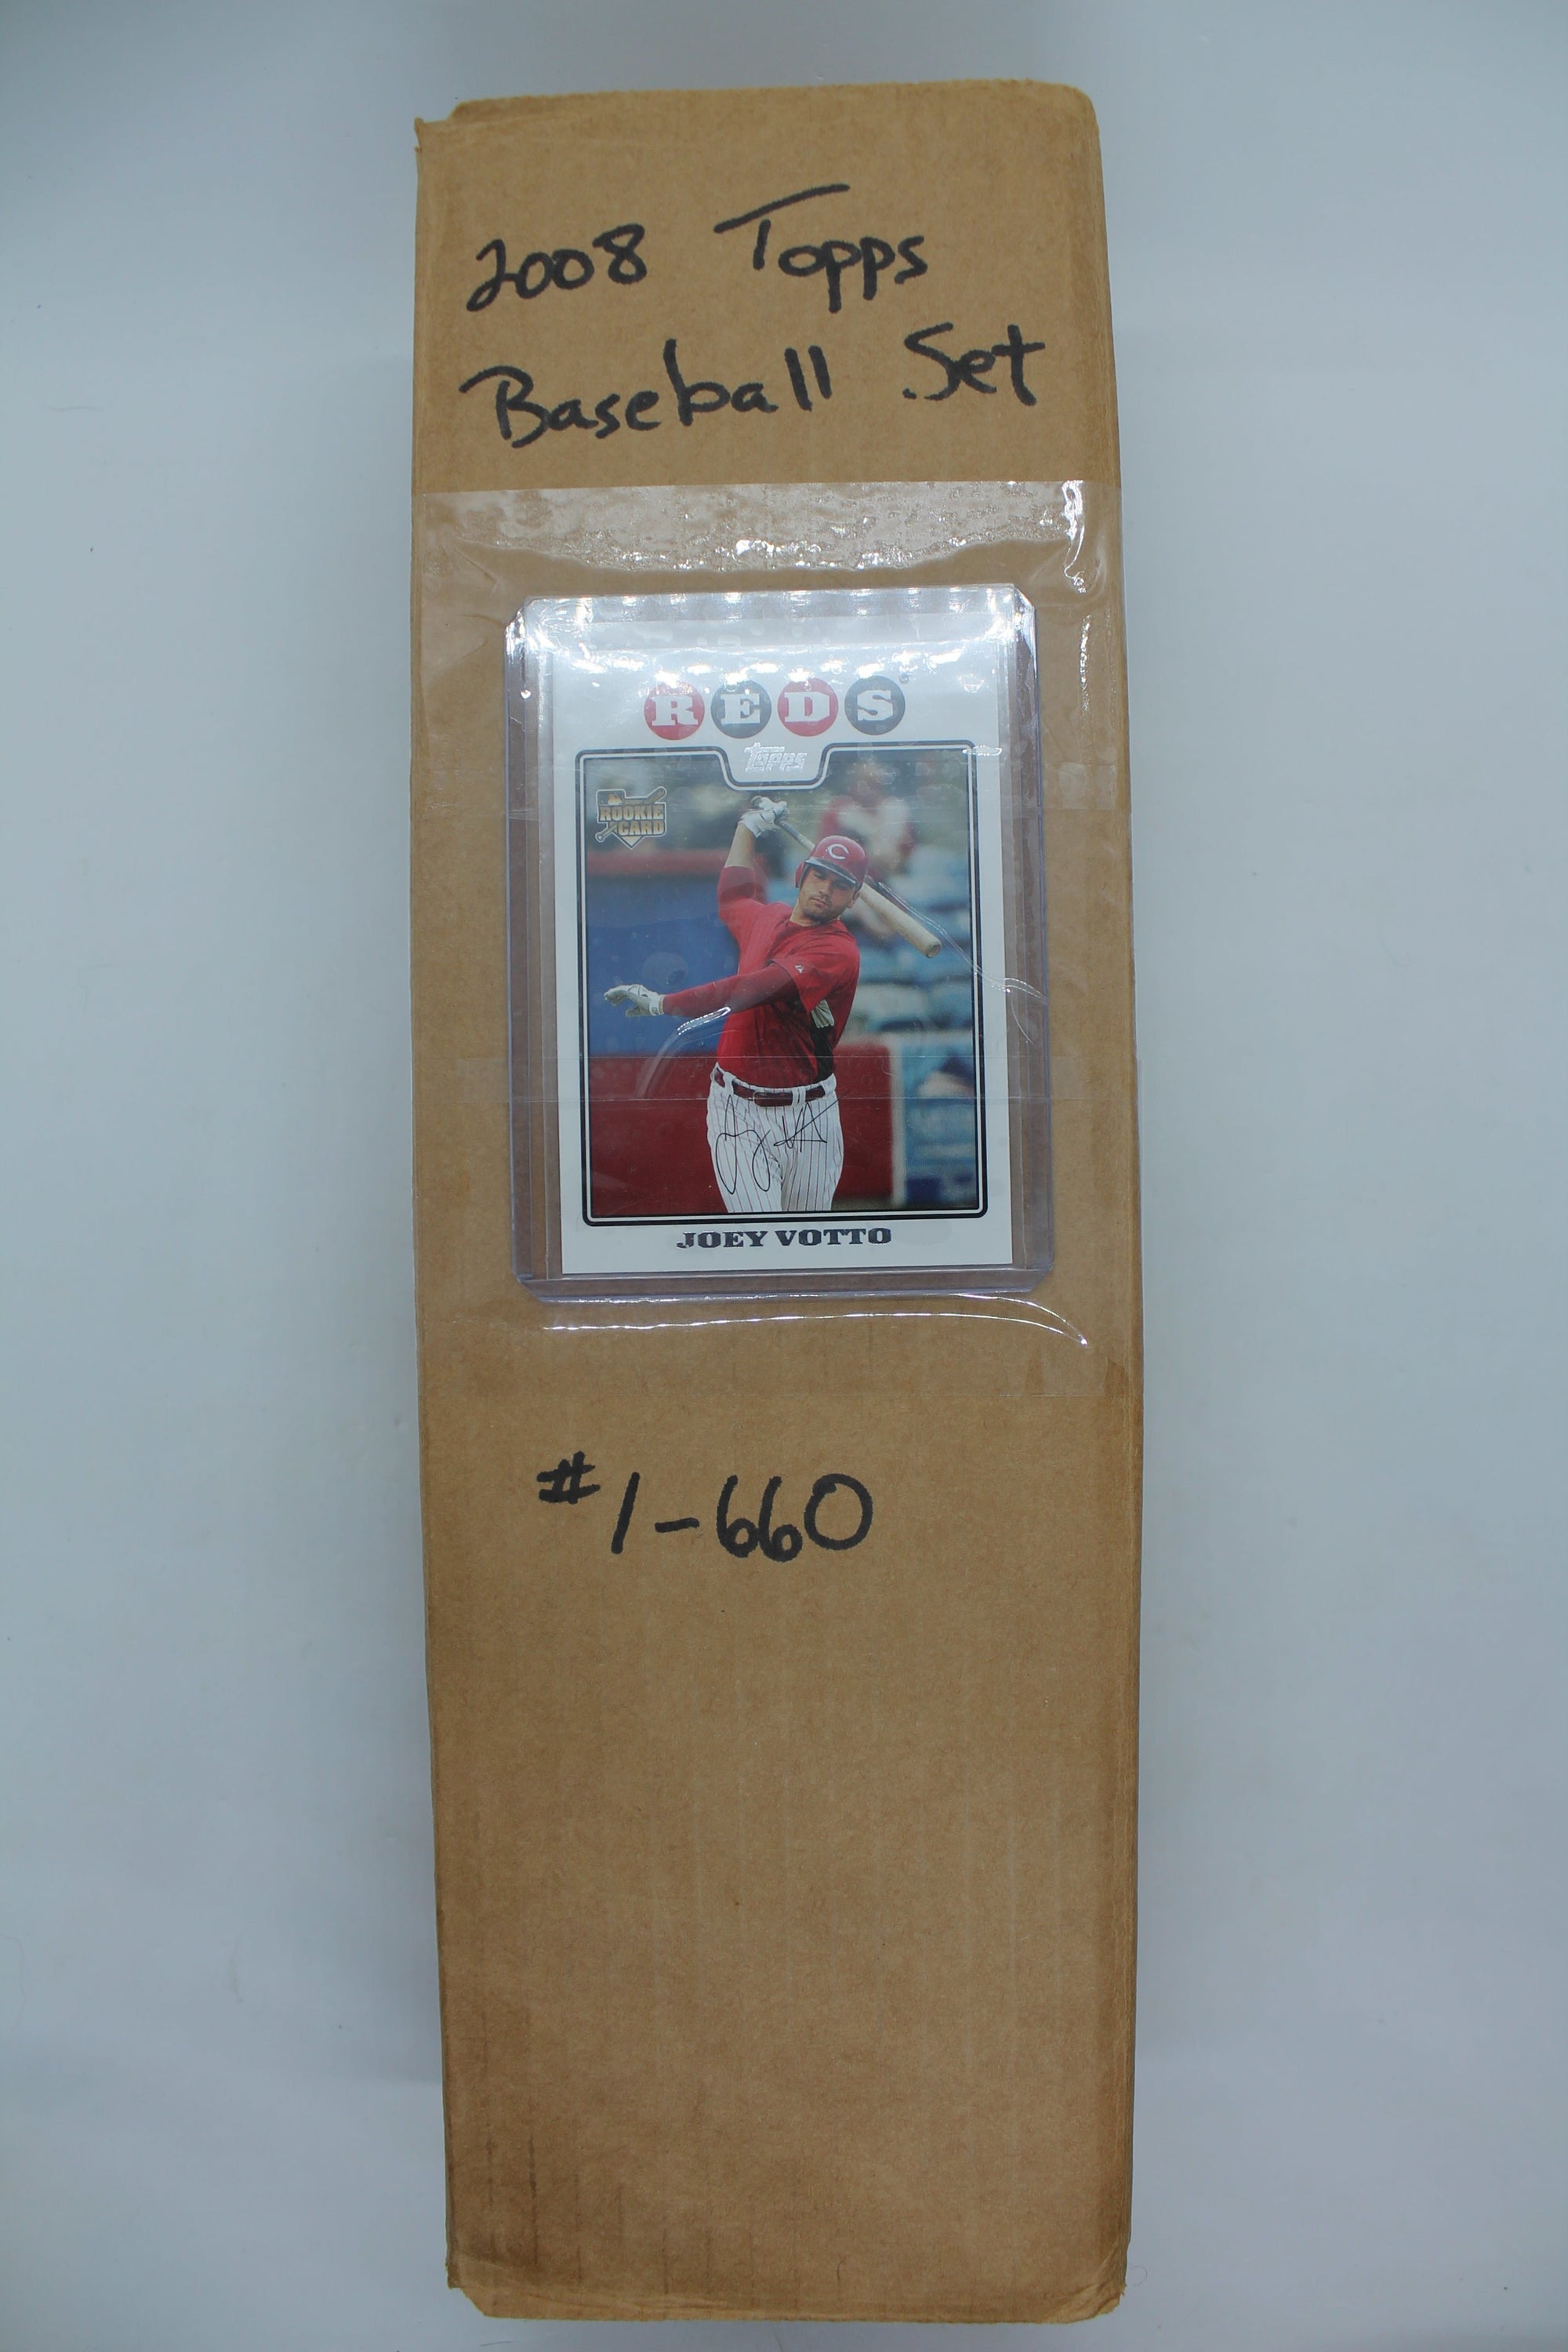 2008 Topps
Baseball Set
REDS
Topps
ROOKIE
CARD
C
JOEY VOTTO
#1-660